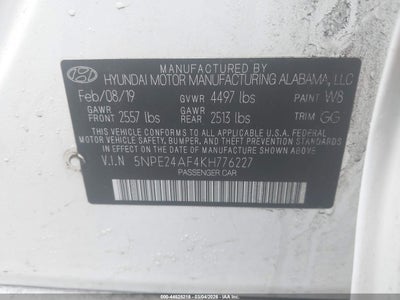 HYUNDAI MOTOR MANUFACTURING ALABAMA, LLC
Feb/08/19 GVWR 4497 lbs PAINT W8
GAWR FRONT 2557 lbs GAWR REAR 2513 lbs TRIM GG
THIS VEHICLE CONFORMS TO ALL APPLICABLE U.S.A. FEDERAL
MOTOR VEHICLE SAFETY, BUMPER, AND THEFT PREVENTION STANDARDS
IN EFFECT ON THE DATE OF MANUFACTURE SHOWN ABOVE.
V.I.N 5NPE24AF4KH776227
PASSENGER CAR